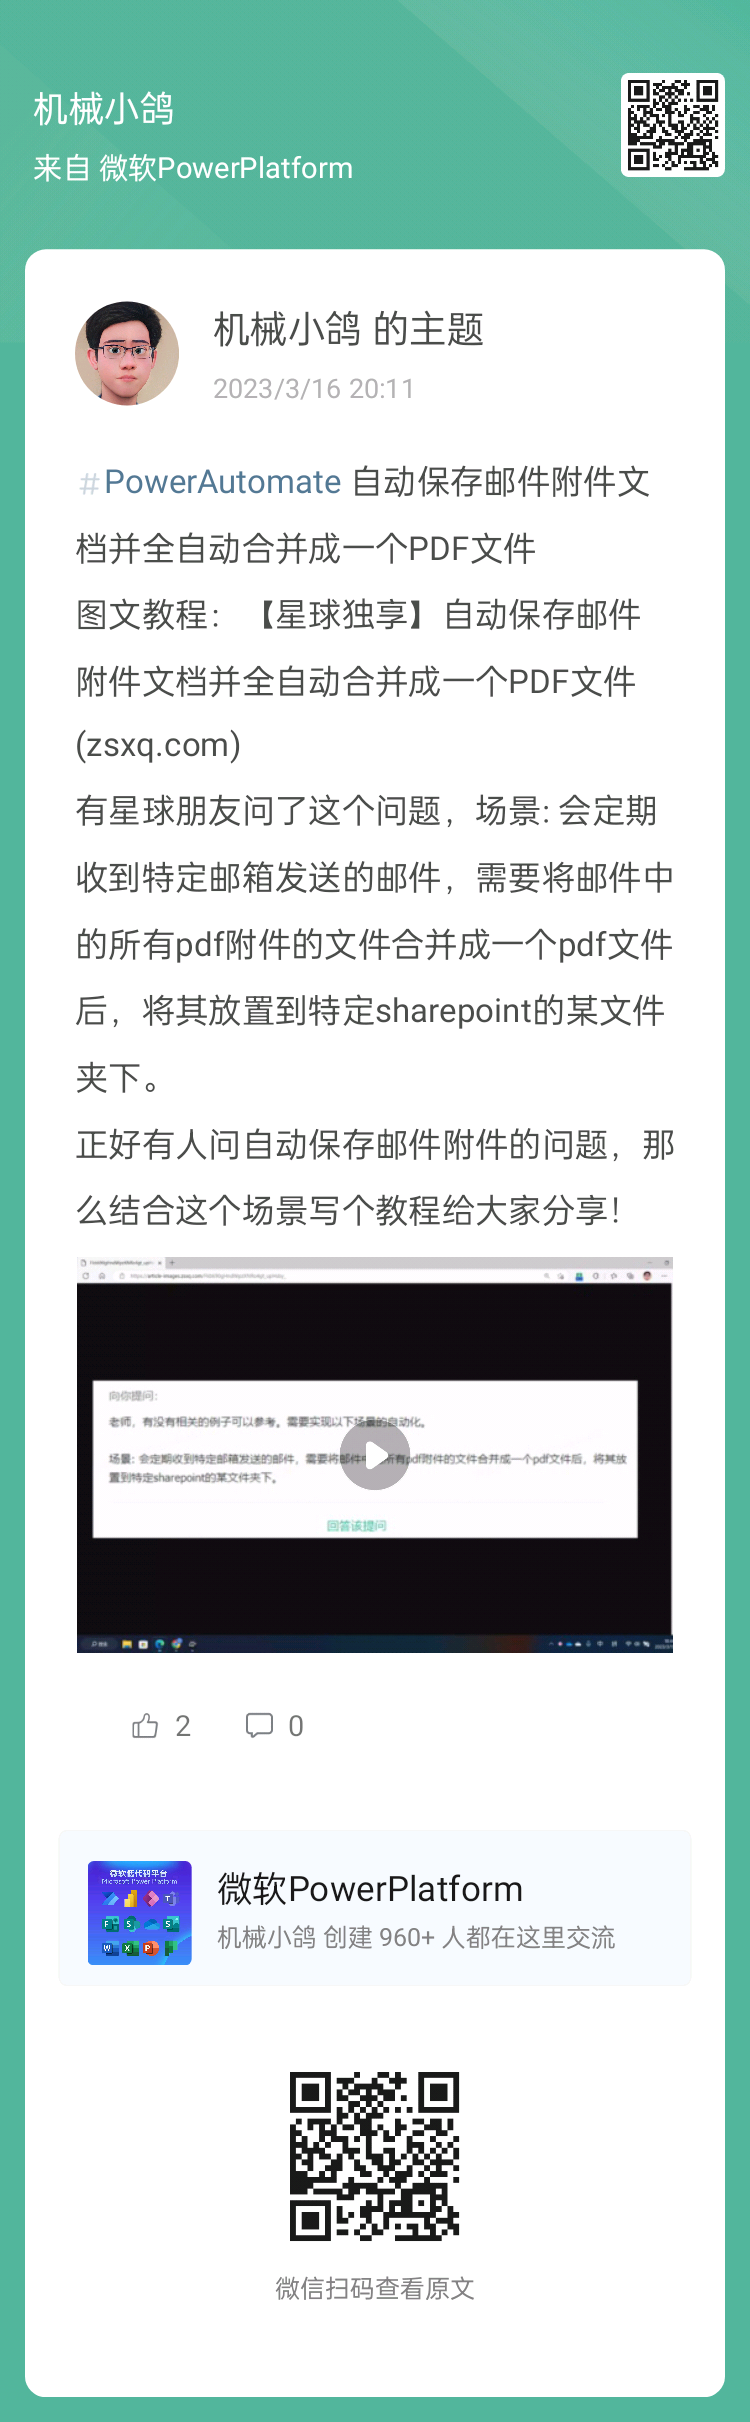 机械小鸽
来自 微软PowerPlatform
机械小鸽 的主题
2023/3/16 20:11
#PowerAutomate 自动保存邮件附件文
档并全自动合并成一个PDF文件
图文教程：【星球独享】自动保存邮件
附件文档并全自动合并成一个PDF文件
(zsxq.com)
有星球朋友问了这个问题，场景: 会定期
收到特定邮箱发送的邮件，需要将邮件中
的所有pdf附件的文件合并成一个pdf文件
后，将其放置到特定sharepoint的某文件
夹下。
正好有人问自动保存邮件附件的问题，那
么结合这个场景写个教程给大家分享！
向你提问：
老师，有没有相关的例子可以参考。需要实现以下场景的自动化。
场景: 会定期收到特定邮箱发送的邮件，需要将邮件中 所有pdf附件的文件合并成一个pdf文件后，将其放
置到特定sharepoint的某文件夹下。
回答该提问
2
0
微软低代码平台
Microsoft Power Platform
微软PowerPlatform
机械小鸽 创建 960+ 人都在这里交流
微信扫码查看原文